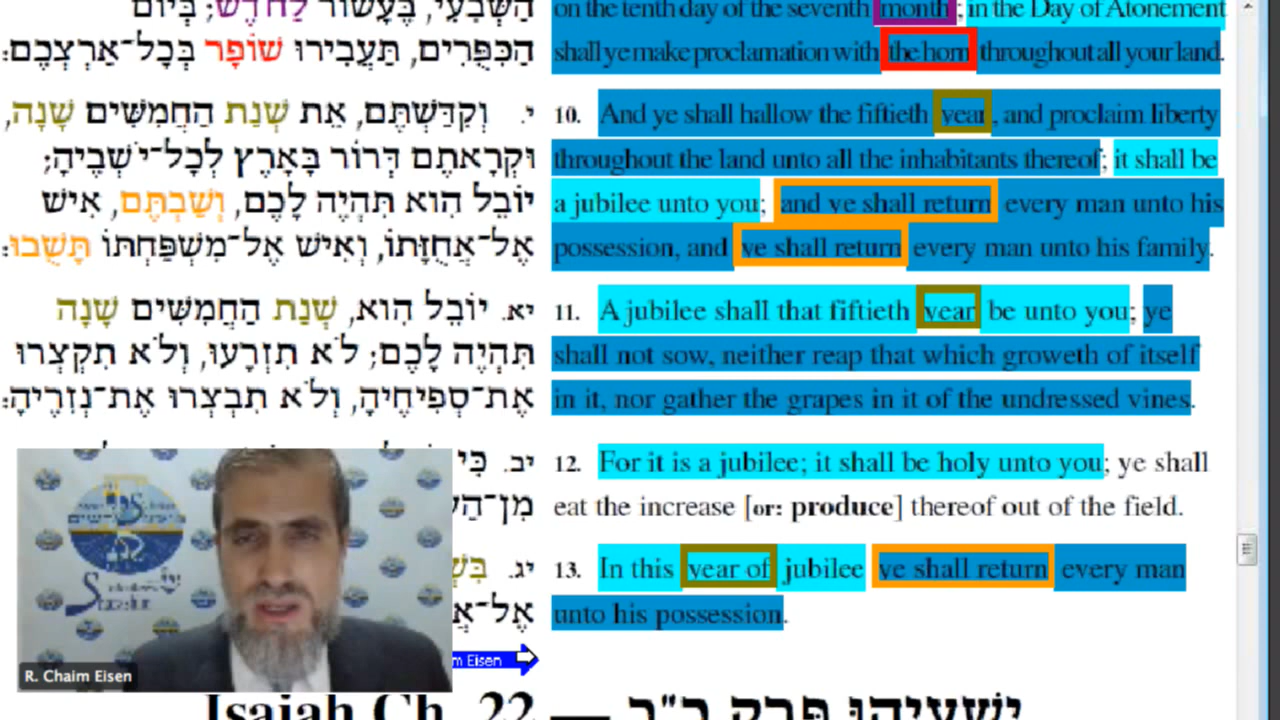 הַשְּׁבִעִי, בֶּעָשׂוֹר לַחֹדֶשׁ; בְּיוֹם
הַכִּפֻּרִים, תַּעֲבִירוּ שׁוֹפָר בְּכָל־אַרְצְכֶם:
י. וְקִדַּשְׁתֶּם, אֵת שְׁנַת הַחֲמִשִּׁים שָׁנָה,
וּקְרָאתֶם דְּרוֹר בָּאָרֶץ לְכָל־יֹשְׁבֶיהָ;
יוֹבֵל הִוא תִּהְיֶה לָכֶם, וְשַׁבְתֶּם, אִישׁ
אֶל־אֲחֻזָּתוֹ, וְאִישׁ אֶל־מִשְׁפַּחְתּוֹ תָּשֻׁבוּ:
יא. יוֹבֵל הִוא, שְׁנַת הַחֲמִשִּׁים שָׁנָה
תִּהְיֶה לָכֶם; לֹא תִזְרָעוּ, וְלֹא תִקְצְרוּ
אֶת־סְפִיחֶיהָ, וְלֹא תִבְצְרוּ אֶת־נְזִרֶיהָ:
יב. כִּי
מִן־
יג.
on the tenth day of the seventh month; in the Day of Atonement
shall ye make proclamation with the horn throughout all your land.
10. And ye shall hallow the fiftieth year, and proclaim liberty
throughout the land unto all the inhabitants thereof; it shall be
a jubilee unto you; and ye shall return every man unto his
possession, and ye shall return every man unto his family.
11. A jubilee shall that fiftieth year be unto you; ye
shall not sow, neither reap that which groweth of itself
in it, nor gather the grapes in it of the undressed vines.
12. For it is a jubilee; it shall be holy unto you; ye shall
eat the increase [or: produce] thereof out of the field.
13. In this year of jubilee ye shall return every man
unto his possession.
R. Chaim Eisen
m Eisen
Isaiah Ch. 22 — יְשַׁעְיָהוּ פֶּרֶק כ"ב